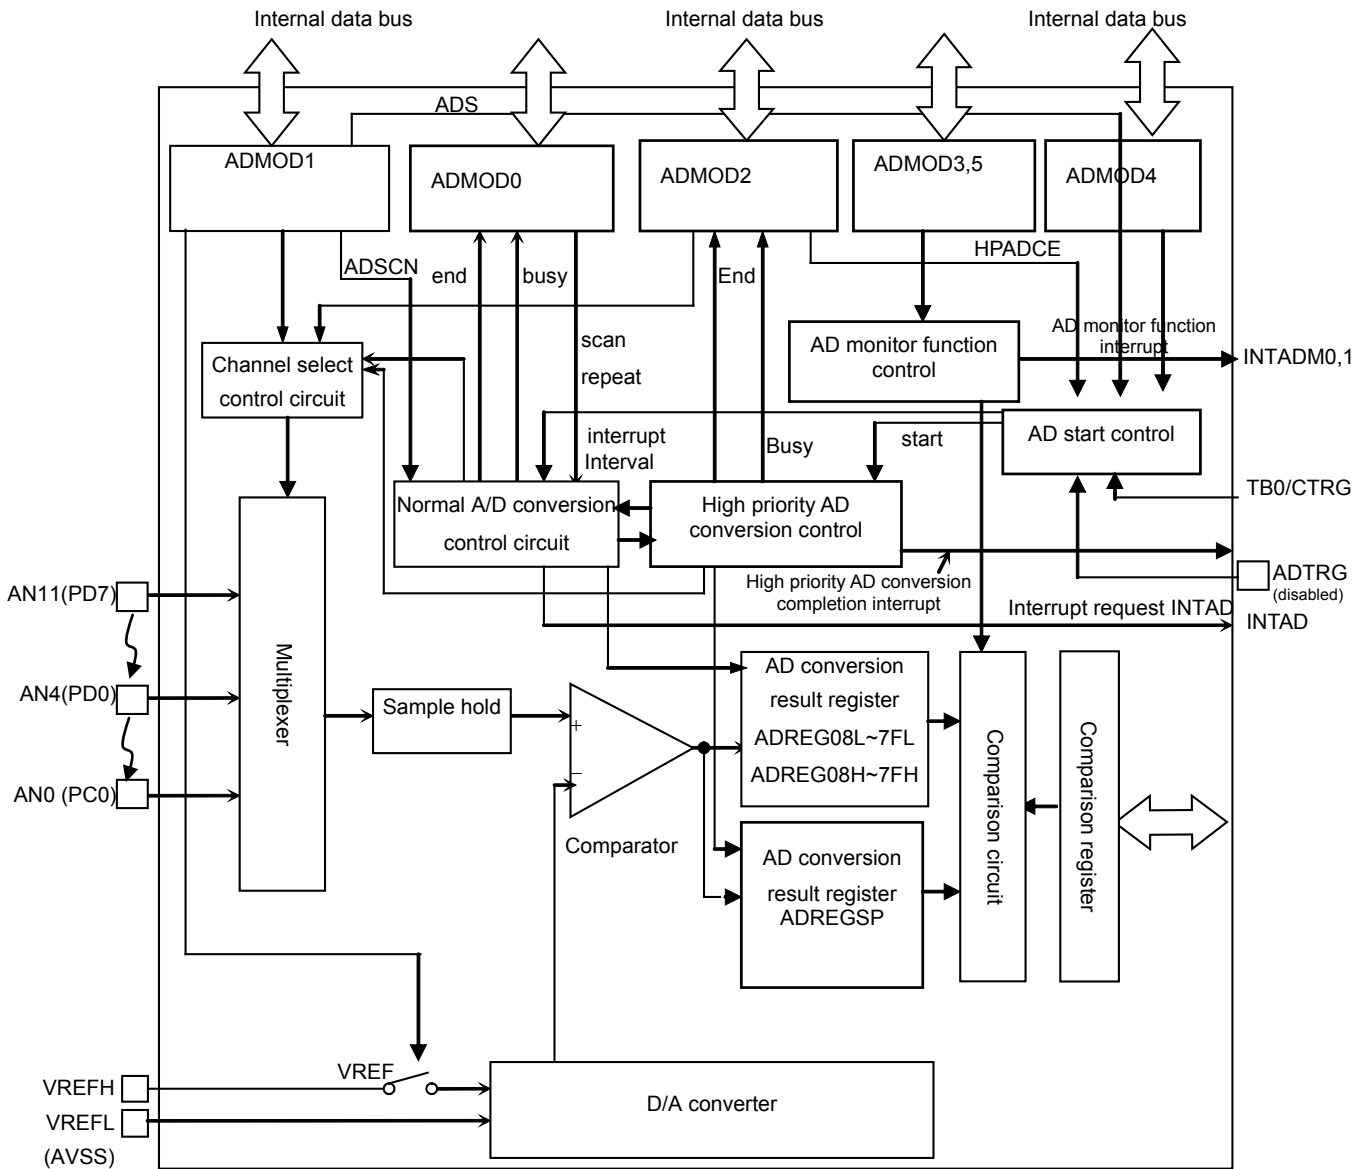 Internal data bus
Internal data bus
Internal data bus
ADS
ADMOD1
ADMOD0
ADMOD2
ADMOD3,5
ADMOD4
ADSCN
end
busy
End
HPADCE
scan
repeat
AD monitor function
interrupt
INTADM0,1
Channel select
control circuit
AD monitor function
control
interrupt
Interval
Busy
start
AD start control
TB0/CTRG
Normal A/D conversion
control circuit
High priority AD
conversion control
High priority AD conversion
completion interrupt
ADTRG
(disabled)
Interrupt request INTAD
INTAD
AN11(PD7)
AN4(PD0)
AN0 (PC0)
Multiplexer
Sample hold
+
−
Comparator
AD conversion
result register
ADREG08L~7FL
ADREG08H~7FH
AD conversion
result register
ADREGSP
Comparison circuit
Comparison register
VREFH
VREF
VREFL
(AVSS)
D/A converter